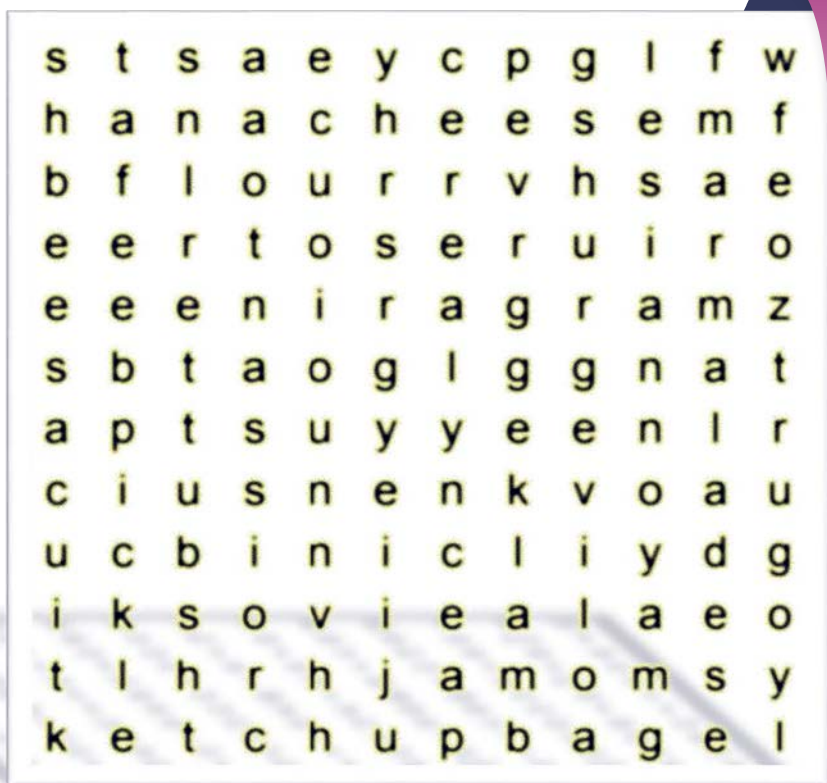 s t s a e y c p g l f w
h a n a c h e e s e m f
b f l o u r r v h s a e
e e r t o s e r u i r o
e e e n i r a g r a m z
s b t a o g l g g n a t
a p t s u y y e e n l r
c i u s n e n k v o a u
u c b i n i c l i y d g
i k s o v i e a l a e o
t l h r h j a m o m s y
k e t c h u p b a g e l